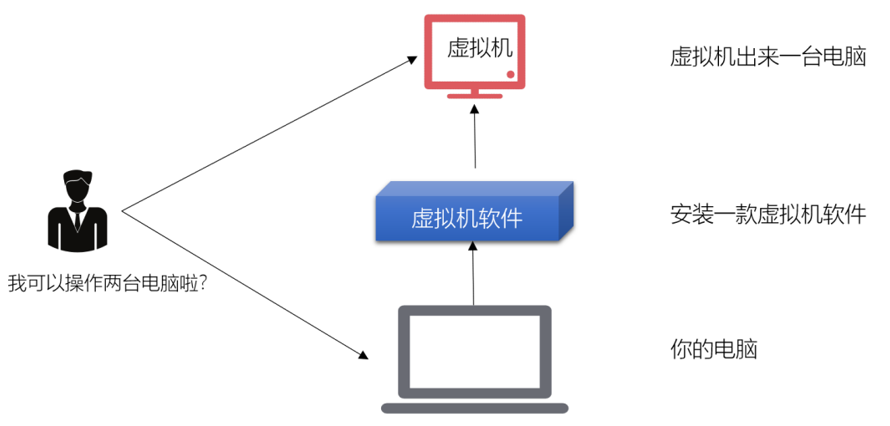 虚拟机
虚拟机出来一台电脑
虚拟机软件
安装一款虚拟机软件
我可以操作两台电脑啦？
你的电脑